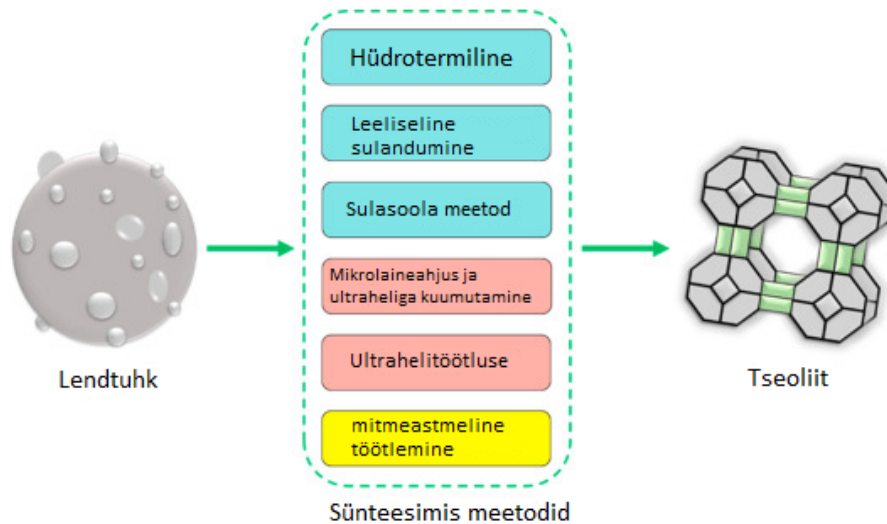 Hüdrotermiline
Leeliseline
sulandumine
Sulasoola meetod
Mikrolaineahjus ja
ultraheliga kuumutamine
Ultrahelitöötluse
mitmeastmeline
töötlemine
Lendtuhk
Tseoliit
Sünteesimis meetodid